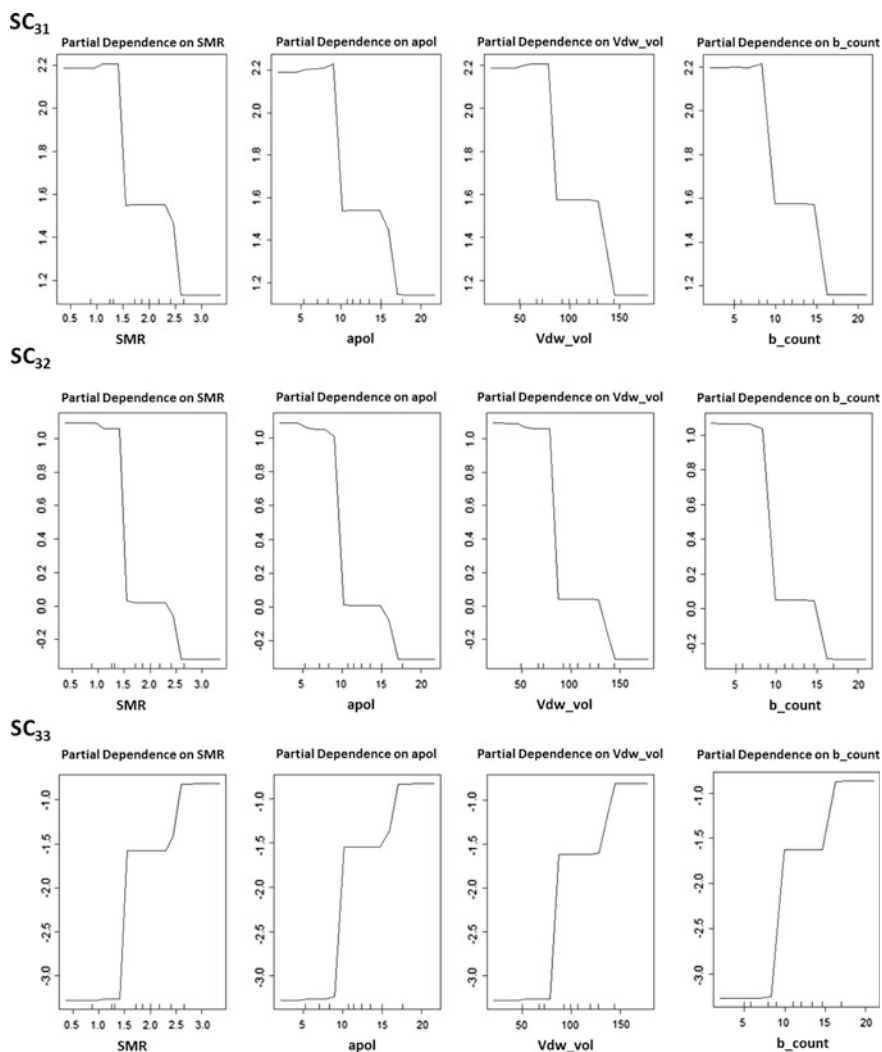 SC31
Partial Dependence on SMR Partial Dependence on apol Partial Dependence on Vdw_vol Partial Dependence on b_count
2.2 2.2 2.2 2.2
2.0 2.0 2.0 2.0
1.8 1.8 1.8 1.8
1.6 1.6 1.6 1.6
1.4 1.4 1.4 1.4
1.2 1.2 1.2 1.2
0.5 1.0 1.5 2.0 2.5 3.0 5 10 15 20 50 100 150 5 10 15 20
SMR apol Vdw_vol b_count
SC32
Partial Dependence on SMR Partial Dependence on apol Partial Dependence on Vdw_vol Partial Dependence on b_count
1.0 1.0 1.0 1.0
0.8 0.8 0.8 0.8
0.6 0.6 0.6 0.6
0.4 0.4 0.4 0.4
0.2 0.2 0.2 0.2
0.0 0.0 0.0 0.0
-0.2 -0.2 -0.2 -0.2
0.5 1.0 1.5 2.0 2.5 3.0 5 10 15 20 50 100 150 5 10 15 20
SMR apol Vdw_vol b_count
SC33
Partial Dependence on SMR Partial Dependence on apol Partial Dependence on Vdw_vol Partial Dependence on b_count
-1.0 -1.0 -1.0 -1.0
-1.5 -1.5 -1.5 -1.5
-2.0 -2.0 -2.0 -2.0
-2.5 -2.5 -2.5 -2.5
-3.0 -3.0 -3.0 -3.0
0.5 1.0 1.5 2.0 2.5 3.0 5 10 15 20 50 100 150 5 10 15 20
SMR apol Vdw_vol b_count